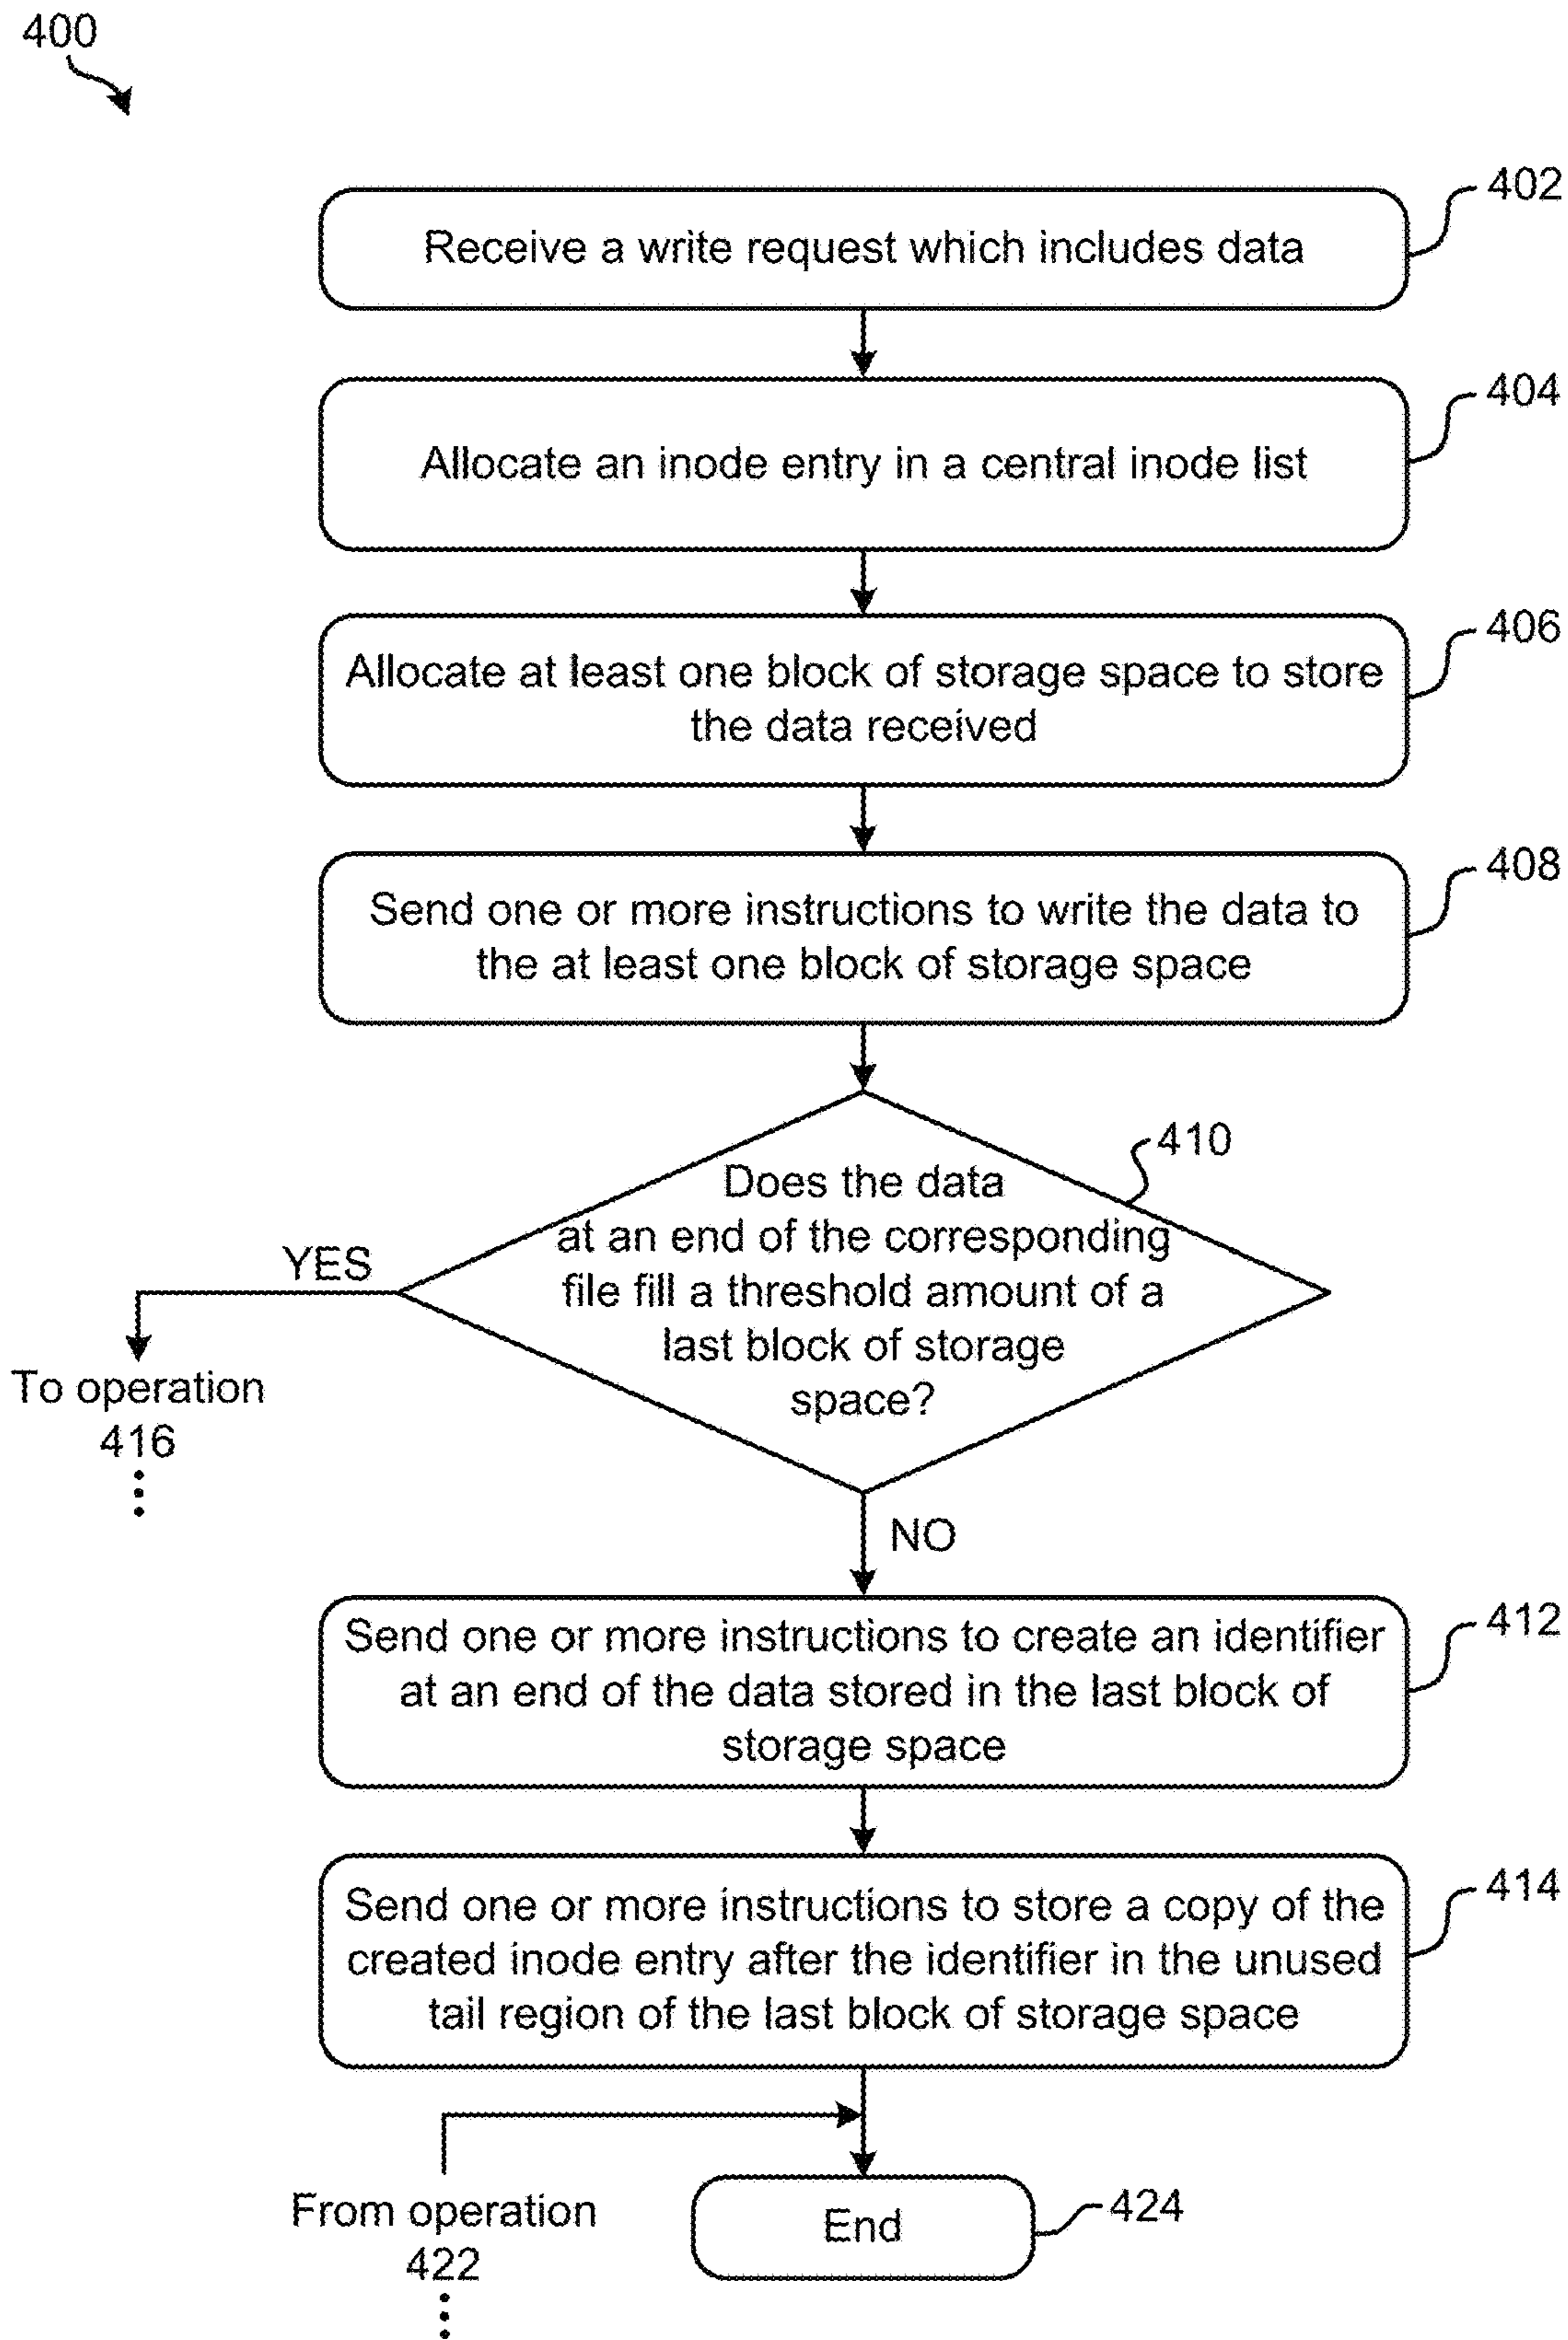 400
402
Receive a write request which includes data
404
Allocate an inode entry in a central inode list
406
Allocate at least one block of storage space to store
the data received
408
Send one or more instructions to write the data to
the at least one block of storage space
410
Does the data
at an end of the corresponding
file fill a threshold amount of a
last block of storage
space?
YES
To operation
416
NO
412
Send one or more instructions to create an identifier
at an end of the data stored in the last block of
storage space
414
Send one or more instructions to store a copy of the
created inode entry after the identifier in the unused
tail region of the last block of storage space
From operation
422
End
424